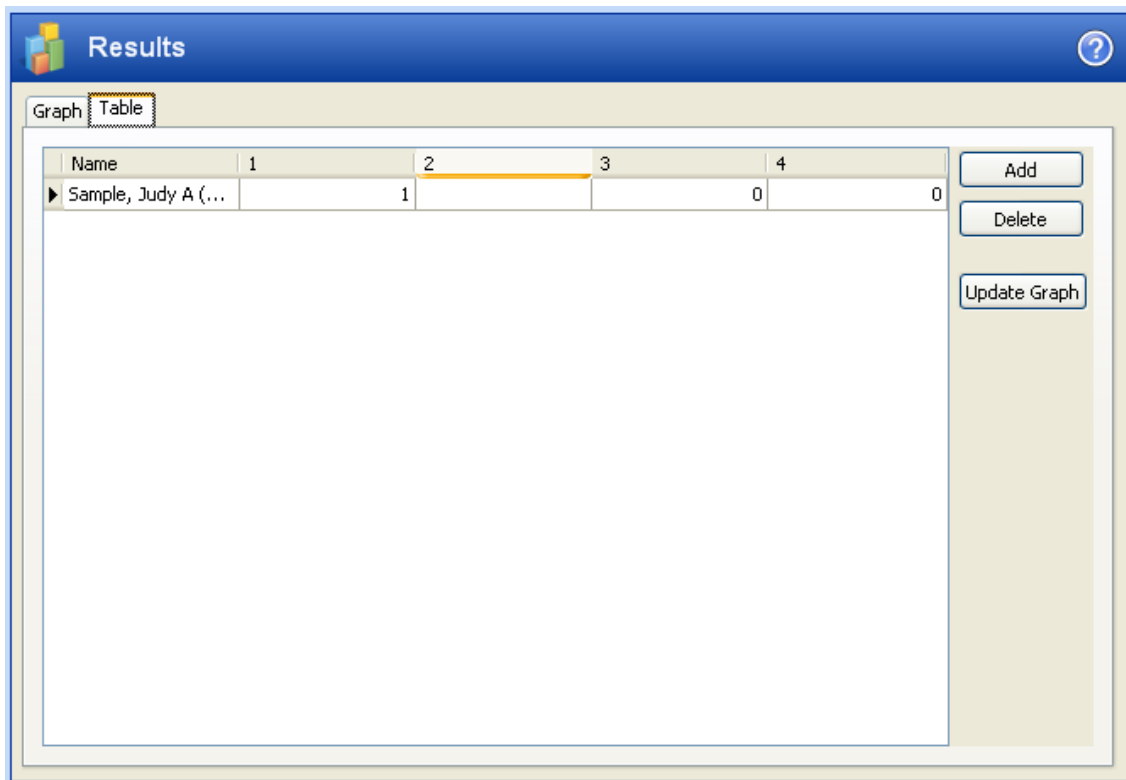 Results
Graph Table
Name 1 2 3 4
Sample, Judy A (... 1 0 0
Add
Delete
Update Graph